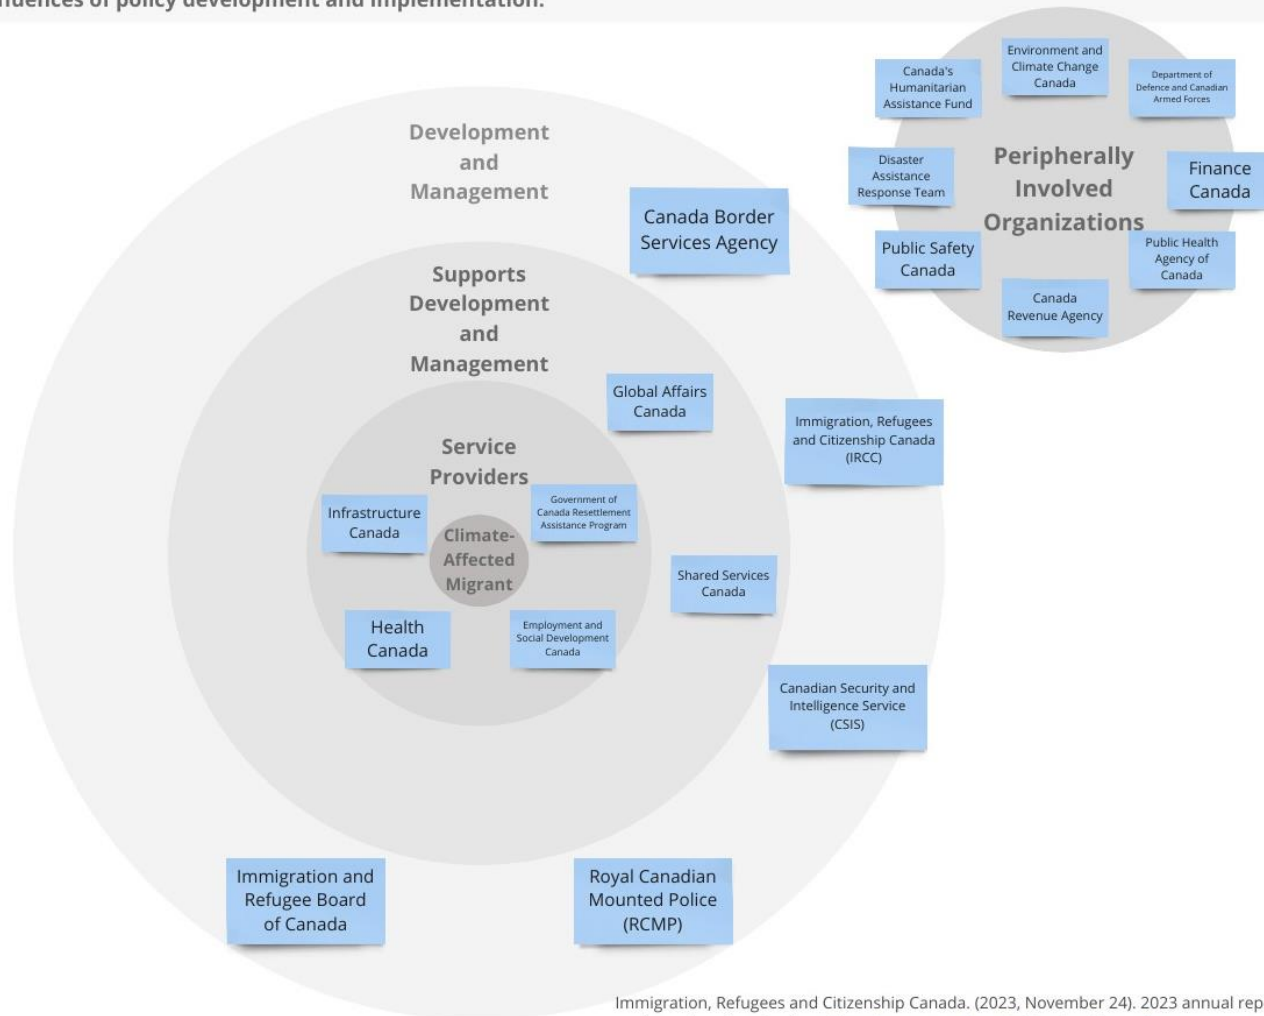 of policy development and implementation.
Development
and
Management
Canada Border
Services Agency
Supports
Development
and
Management
Global Affairs
Canada
Immigration, Refugees
and Citizenship Canada
(IRCC)
Service
Providers
Infrastructure
Canada
Government of
Canada Resettlement
Assistance Program
Climate-
Affected
Migrant
Shared Services
Canada
Health
Canada
Employment and
Social Development
Canada
Canadian Security and
Intelligence Service
(CSIS)
Immigration and
Refugee Board
of Canada
Royal Canadian
Mounted Police
(RCMP)
Canada's
Humanitarian
Assistance Fund
Environment and
Climate Change
Canada
Department of
Defence and Canadian
Armed Forces
Disaster
Assistance
Response Team
Peripherally
Involved
Organizations
Finance
Canada
Public Safety
Canada
Public Health
Agency of
Canada
Canada
Revenue Agency
Immigration, Refugees and Citizenship Canada. (2023, November 24). 2023 annual rep